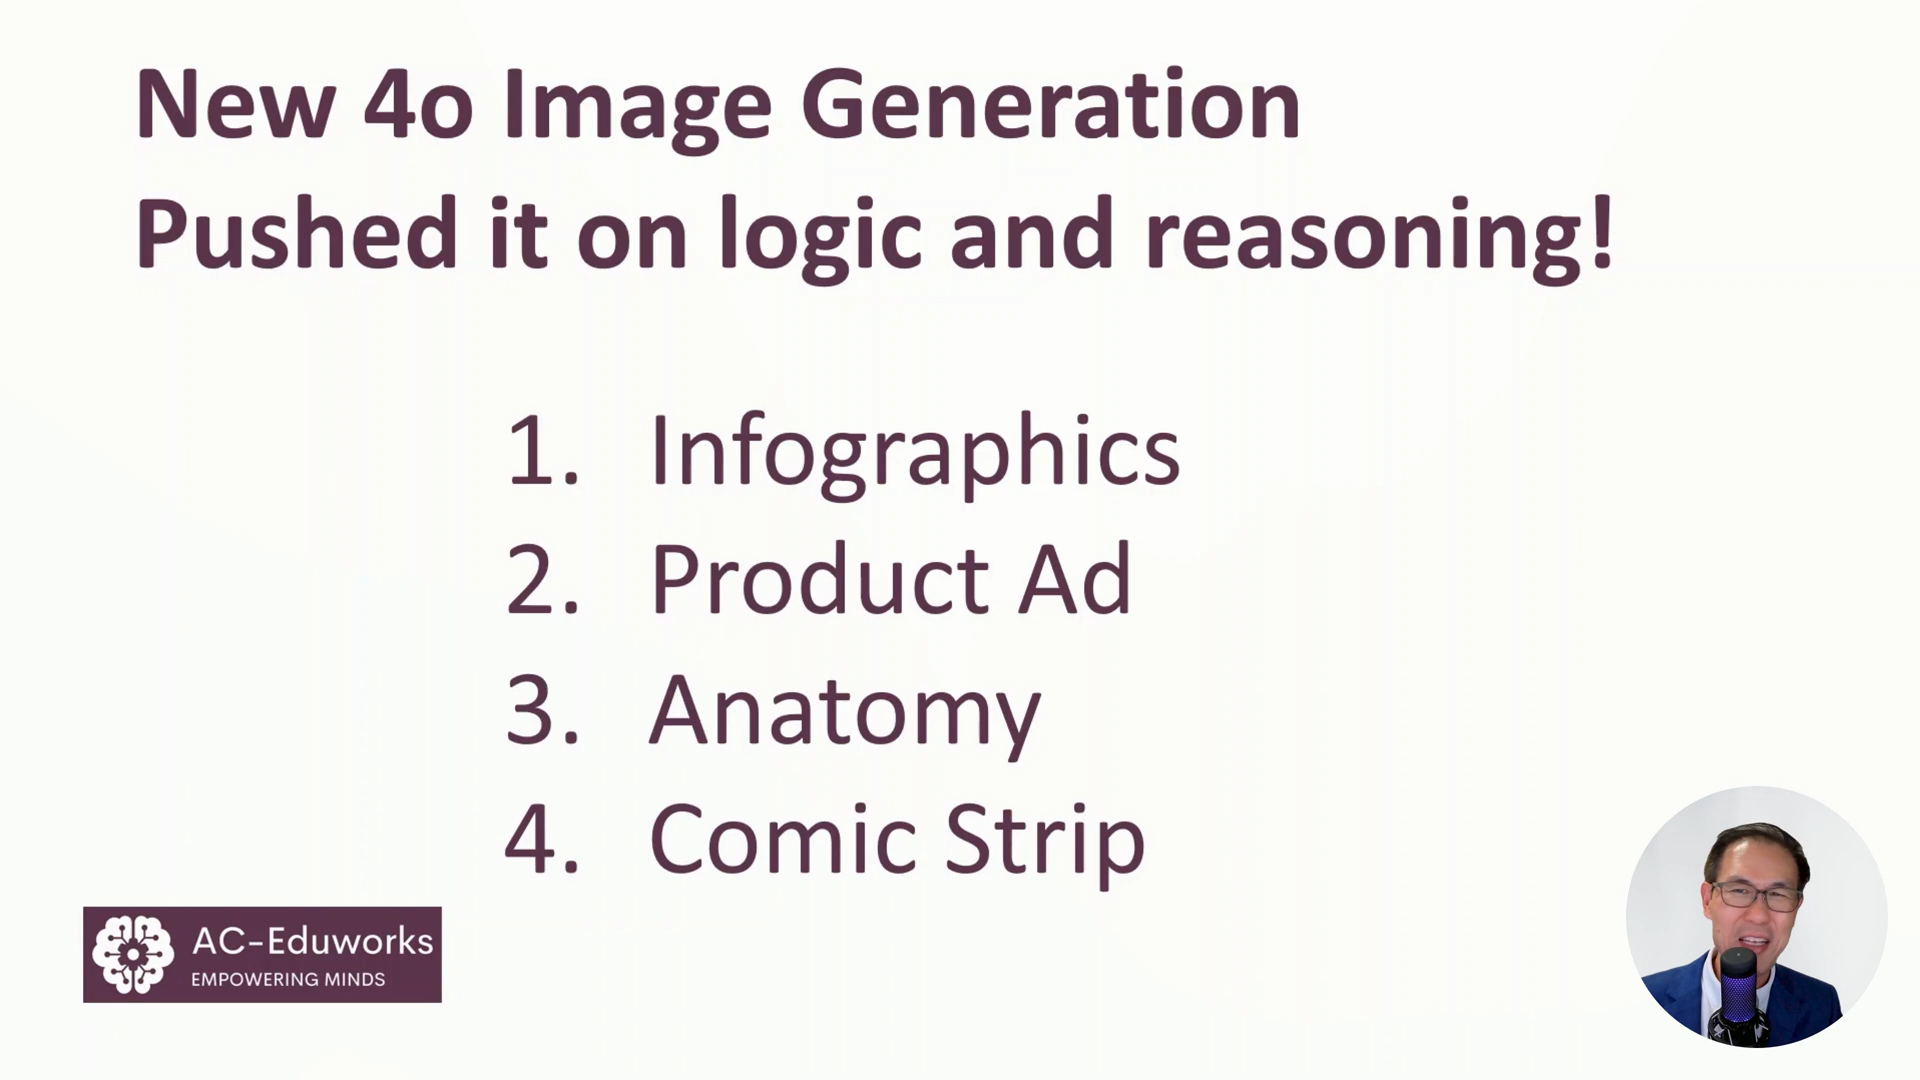 New 4o Image Generation
Pushed it on logic and reasoning!
1. Infographics
2. Product Ad
3. Anatomy
4. Comic Strip
AC-Eduworks
EMPOWERING MINDS